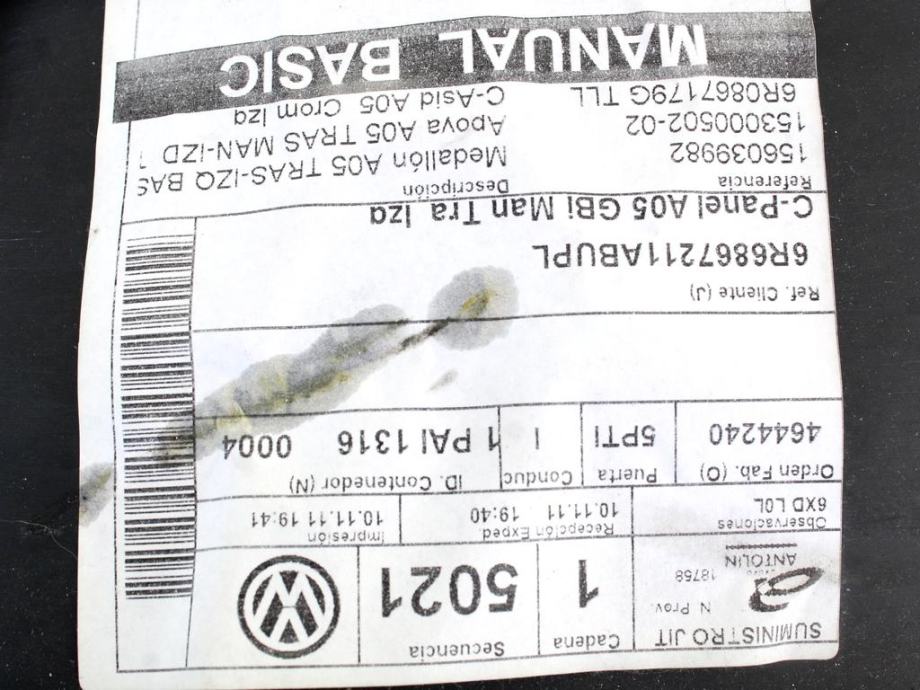 SUMINISTRO JIT
N Prov.
18758
ANTOLIN
Cadena
1
Secuencia
5021
Observaciones
6XD L0L
Recepción Exped
10.11.11 19:40
Impresión
10.11.11 19:41
Orden Fab. (O)
4644240
Puerta
5PTI
Conduc
I
ID. Contenedor (N)
1 PAI 1316 0004
Ref. Cliente (J)
6R6867211ABUPL
C-Panel A05 GBi Man Tra Izq
Referencia Descripción
156039982 Medallón A05 TRAS-IZQ BAS
15300502-02 Apoya A05 TRAS MAN-IZD
6R0867179G TLL C-Asid A05 Crom Izq
MANUAL BASIC